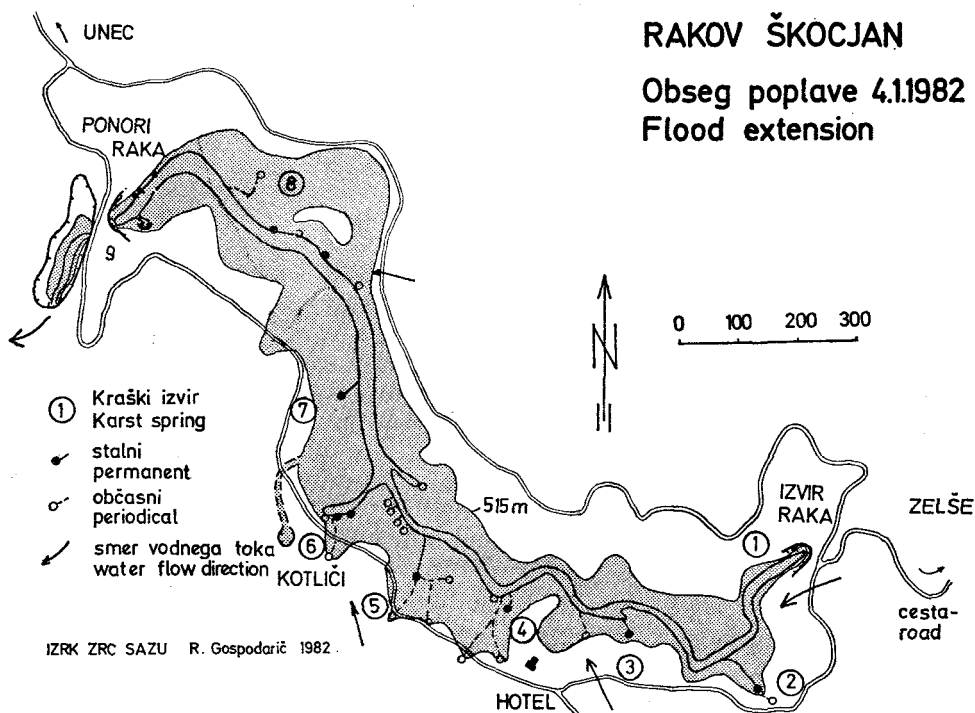 RAKOV ŠKOCJAN
Obseg poplave 4.1.1982
Flood extension
UNEC
PONORI
RAKA
8
9
N
0 100 200 300
1 Kraški izvir
Karst spring
stalni
permanent
občasni
periodical
smer vodnega toka
water flow direction
7
515m
IZVIR
RAKA
ZELŠE
1
6
KOTLIČI
5
4
3
2
cesta-
road
HOTEL
IZRK ZRC SAZU R. Gospodarič 1982.